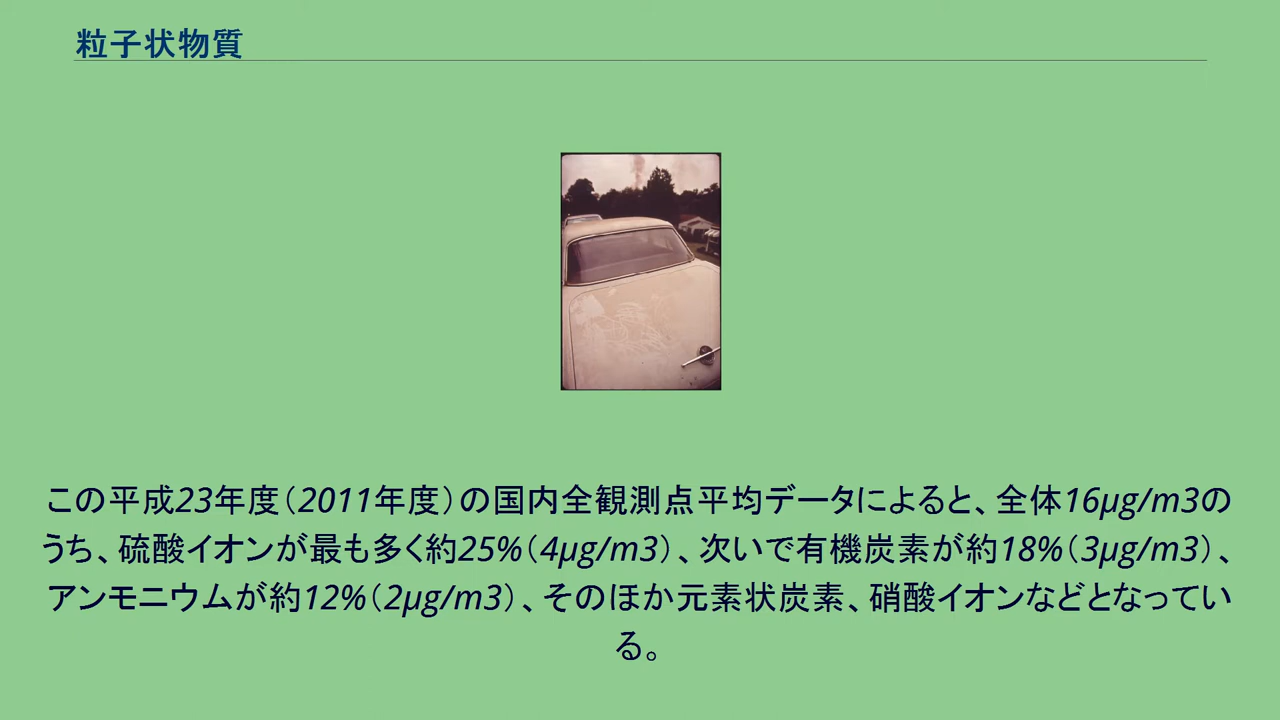 粒子状物質
この平成23年度（2011年度）の国内全観測点平均データによると、全体16µg/m3の
うち、硫酸イオンが最も多く約25%（4µg/m3）、次いで有機炭素が約18%（3µg/m3）、
アンモニウムが約12%（2µg/m3）、そのほか元素状炭素、硝酸イオンなどとなってい
る。